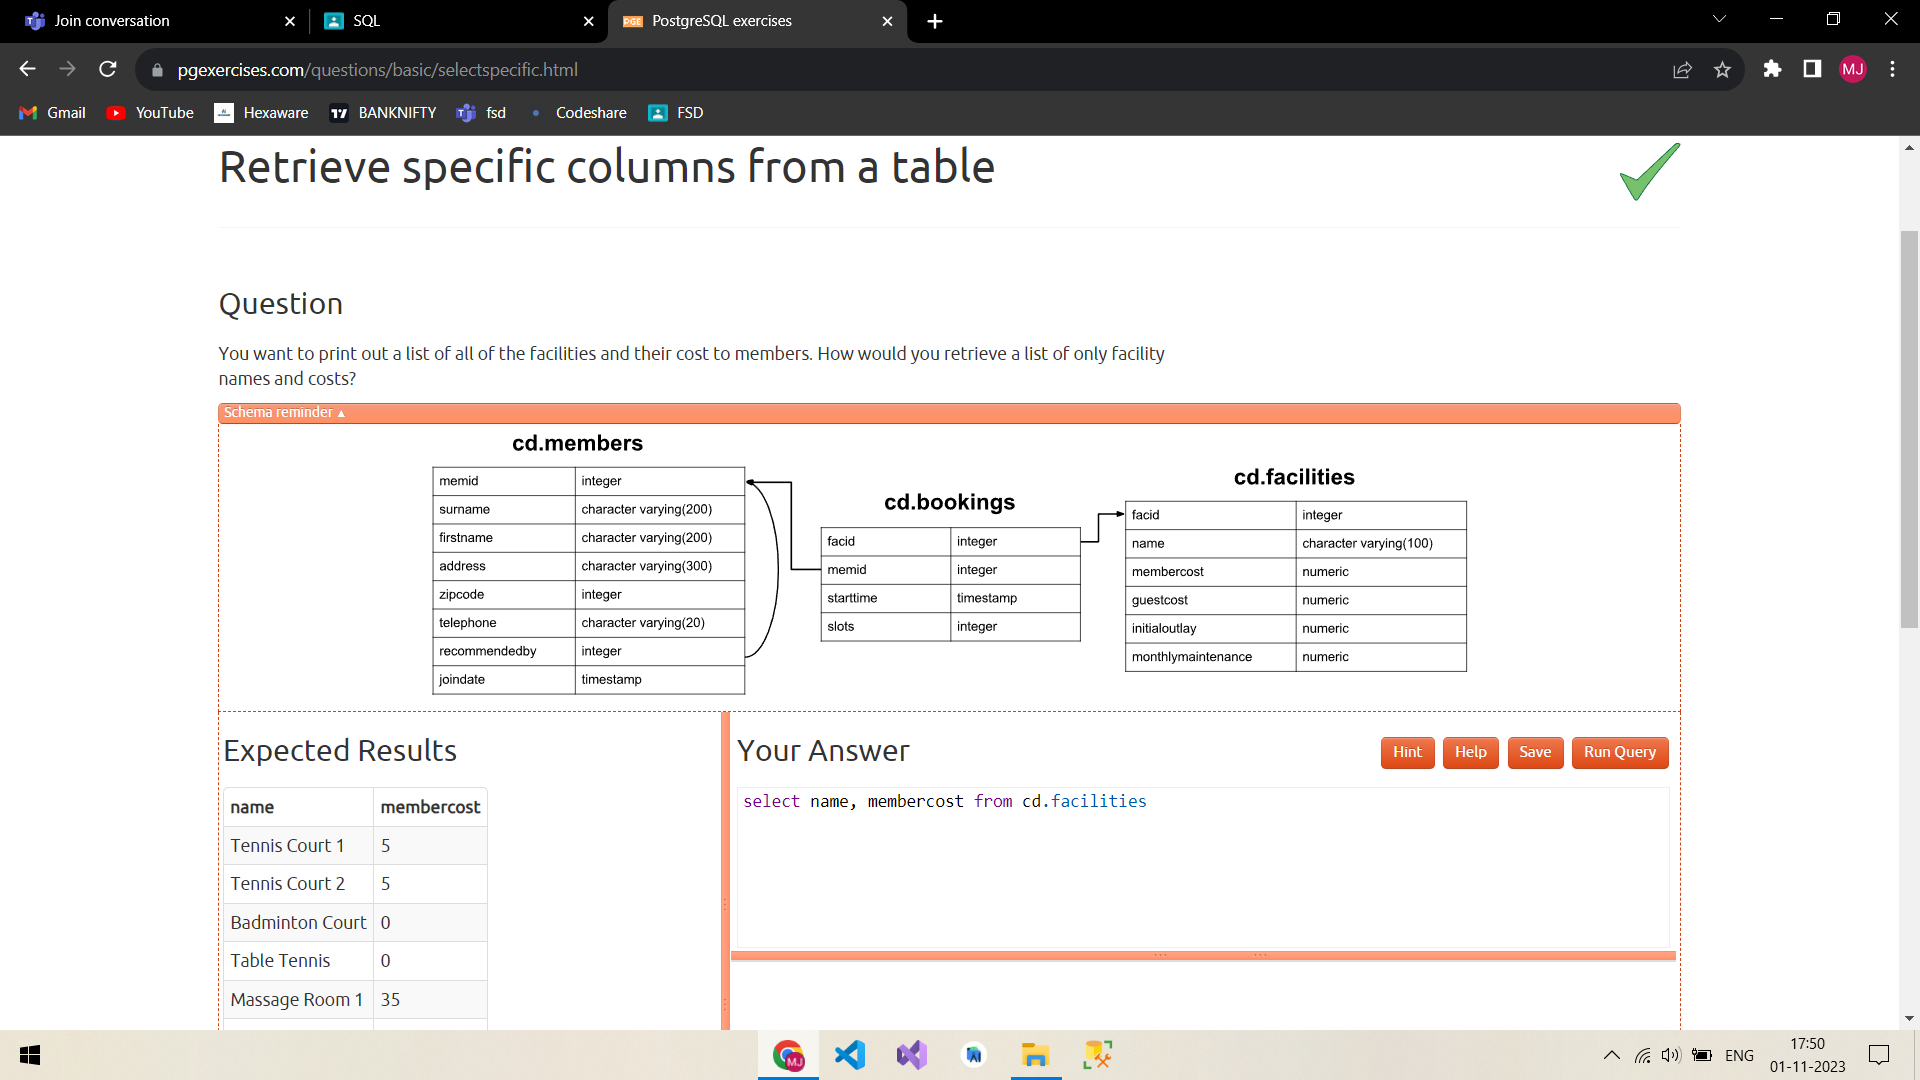 Join conversation
SQL
PGE PostgreSQL exercises
pgexercises.com/questions/basic/selectspecific.html
MJ
Gmail YouTube Hexaware BANKNIFTY fsd Codeshare FSD
Retrieve specific columns from a table
Question
You want to print out a list of all of the facilities and their cost to members. How would you retrieve a list of only facility
names and costs?
Schema reminder ▲
cd.members
memid integer
surname character varying(200)
firstname character varying(200)
address character varying(300)
zipcode integer
telephone character varying(20)
recommendedby integer
joindate timestamp
cd.bookings
facid integer
memid integer
starttime timestamp
slots integer
cd.facilities
facid integer
name character varying(100)
membercost numeric
guestcost numeric
initialoutlay numeric
monthlymaintenance numeric
Expected Results
name membercost
Tennis Court 1 5
Tennis Court 2 5
Badminton Court 0
Table Tennis 0
Massage Room 1 35
Your Answer
Hint Help Save Run Query
select name, membercost from cd.facilities
MJ
ENG
17:50
01-11-2023